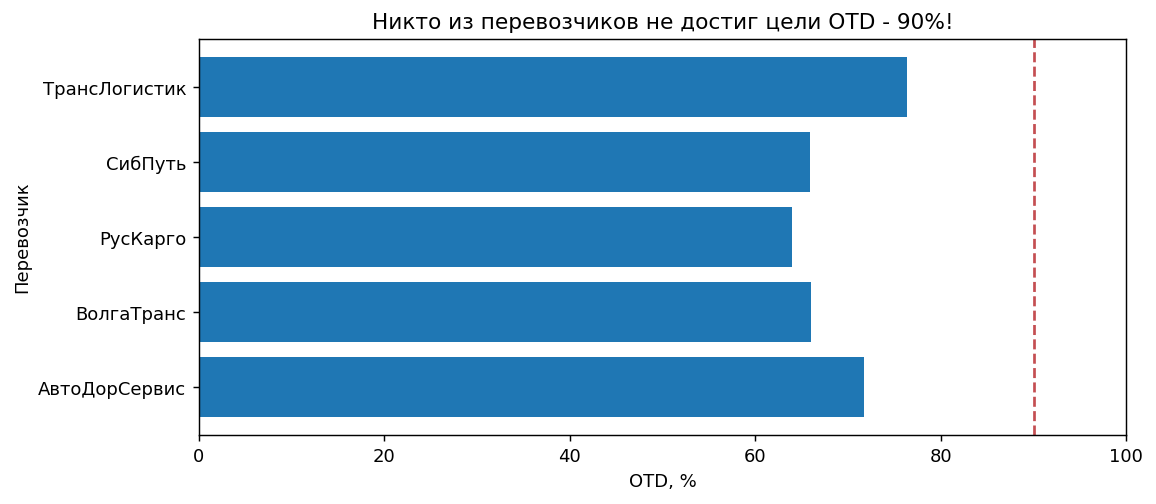 Никто из перевозчиков не достиг цели OTD - 90%!
Перевозчик
ТрансЛогистик
СибПуть
РусКарго
ВолгаТранс
АвтоДорСервис
0 20 40 60 80 100
OTD, %